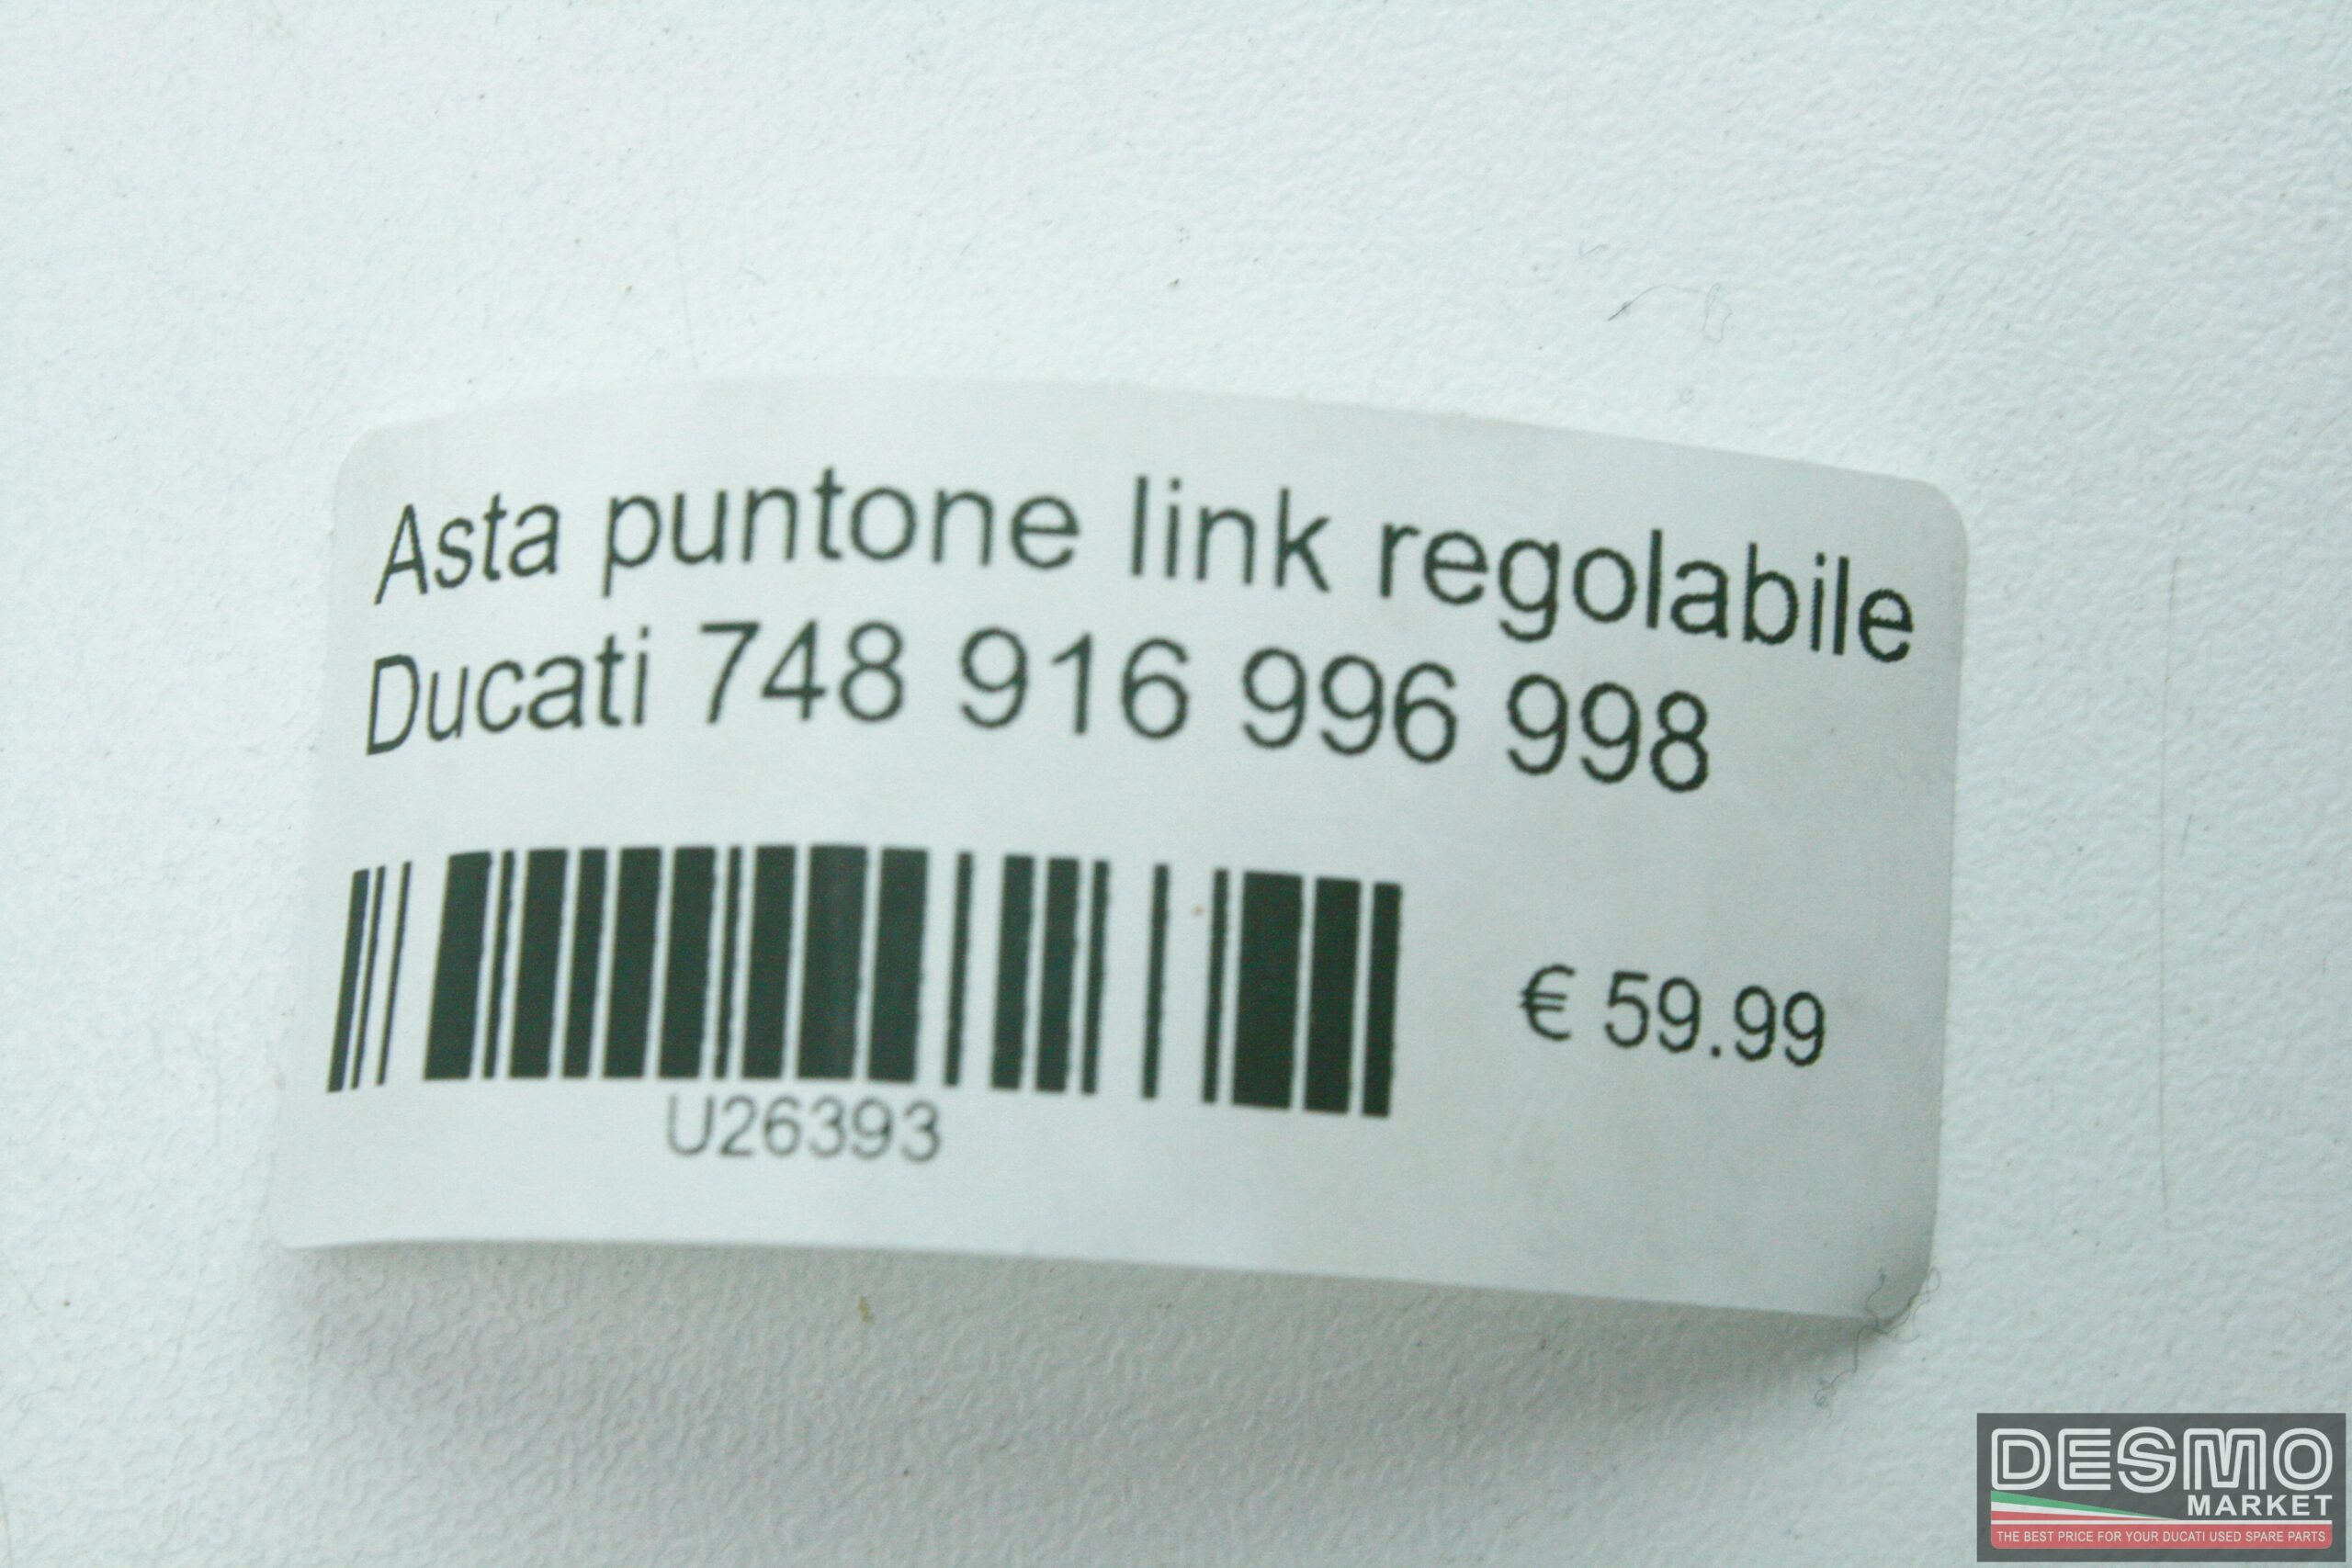 Asta puntone link regolabile
Ducati 748 916 996 998
€ 59.99
U26393
DESMO
MARKET
THE BEST PRICE FOR YOUR DUCATI USED SPARE PARTS